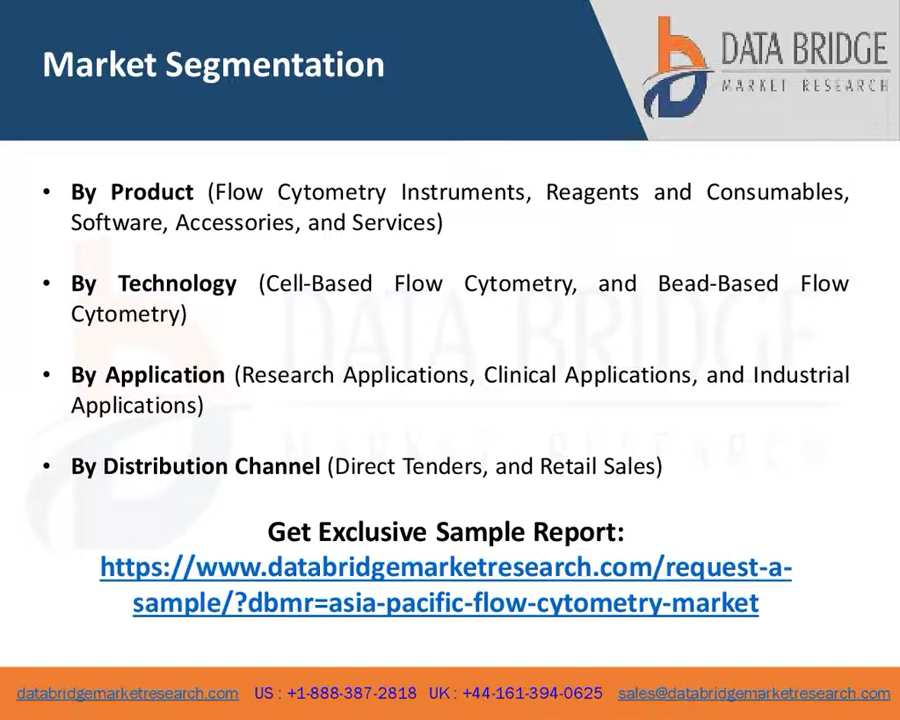 Market Segmentation
DATA BRIDGE
MARKET RESEARCH
• By Product (Flow Cytometry Instruments, Reagents and Consumables,
Software, Accessories, and Services)
• By Technology (Cell-Based Flow Cytometry, and Bead-Based Flow
Cytometry)
• By Application (Research Applications, Clinical Applications, and Industrial
Applications)
• By Distribution Channel (Direct Tenders, and Retail Sales)
DATA BRIDGE
MARKET RESEARCH
Get Exclusive Sample Report:
https://www.databridgemarketresearch.com/request-a-
sample/?dbmr=asia-pacific-flow-cytometry-market
databridgemarketresearch.com US : +1-888-387-2818 UK : +44-161-394-0625 sales@databridgemarketresearch.com